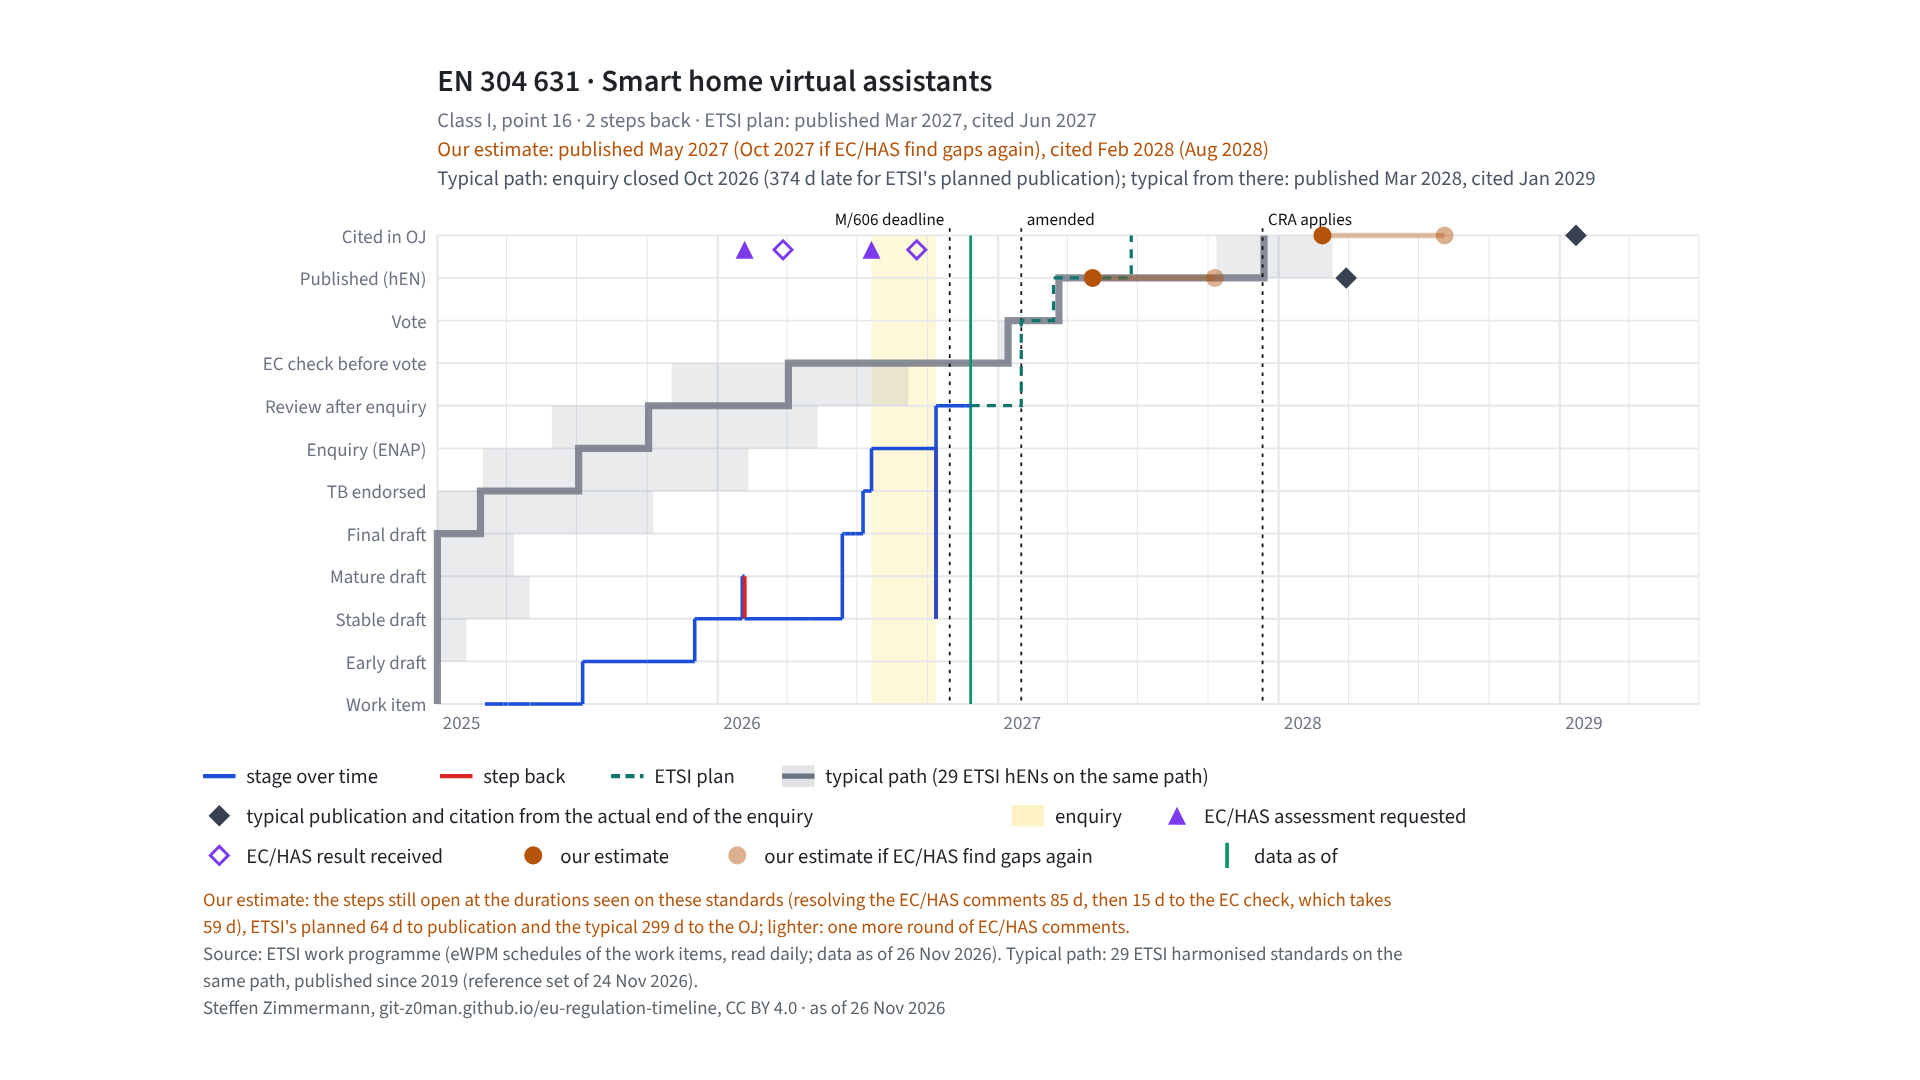 EN 304 631 · Smart home virtual assistants
Class I, point 16 · 2 steps back · ETSI plan: published Mar 2027, cited Jun 2027
Our estimate: published May 2027 (Oct 2027 if EC/HAS find gaps again), cited Feb 2028 (Aug 2028)
Typical path: enquiry closed Oct 2026 (374 d late for ETSI's planned publication); typical from there: published Mar 2028, cited Jan 2029
M/606 deadline
amended
CRA applies
Cited in OJ
Published (hEN)
Vote
EC check before vote
Review after enquiry
Enquiry (ENAP)
TB endorsed
Final draft
Mature draft
Stable draft
Early draft
Work item
2025
2026
2027
2028
2029
stage over time
step back
ETSI plan
typical path (29 ETSI hENs on the same path)
typical publication and citation from the actual end of the enquiry
enquiry
EC/HAS assessment requested
EC/HAS result received
our estimate
our estimate if EC/HAS find gaps again
data as of
Our estimate: the steps still open at the durations seen on these standards (resolving the EC/HAS comments 85 d, then 15 d to the EC check, which takes
59 d), ETSI's planned 64 d to publication and the typical 299 d to the OJ; lighter: one more round of EC/HAS comments.
Source: ETSI work programme (eWPM schedules of the work items, read daily; data as of 26 Nov 2026). Typical path: 29 ETSI harmonised standards on the
same path, published since 2019 (reference set of 24 Nov 2026).
Steffen Zimmermann, git-z0man.github.io/eu-regulation-timeline, CC BY 4.0 · as of 26 Nov 2026